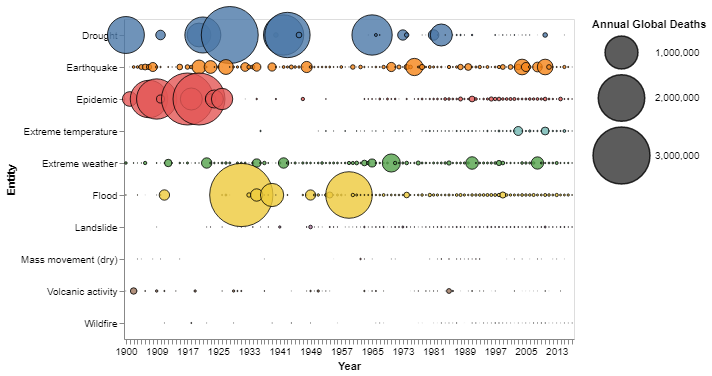 Annual Global Deaths
1,000,000
2,000,000
3,000,000
Entity
Drought
Earthquake
Epidemic
Extreme temperature
Extreme weather
Flood
Landslide
Mass movement (dry)
Volcanic activity
Wildfire
1900 1909 1917 1925 1933 1941 1949 1957 1965 1973 1981 1989 1997 2005 2013
Year